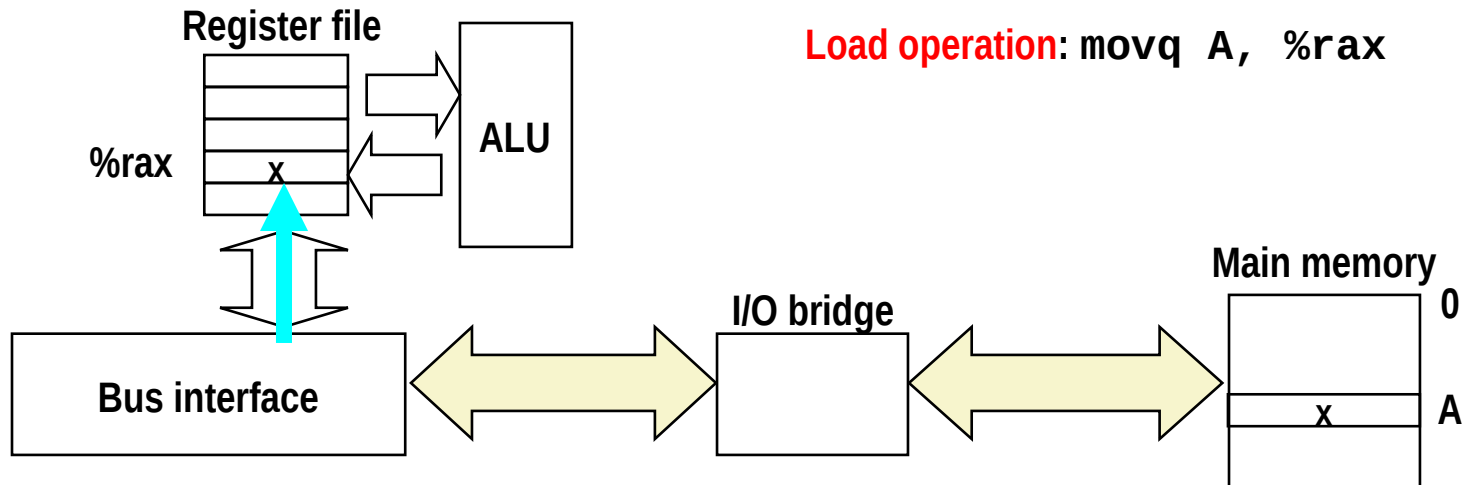 Register file
Load operation: movq A, %rax
ALU
%rax
x
Main memory
0
I/O bridge
Bus interface
x
A